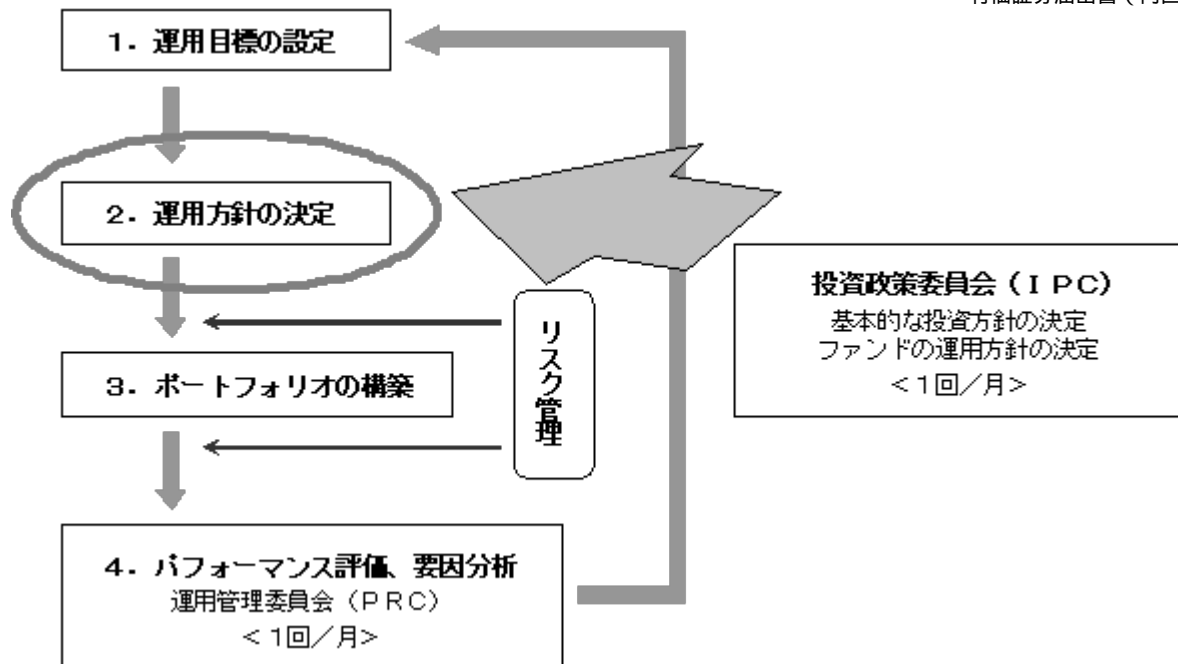 1．運用目標の設定
2．運用方針の決定
投資政策委員会（ＩＰＣ）
基本的な投資方針の決定
ファンドの運用方針の決定
＜1回／月＞
リスク管理
3．ポートフォリオの構築
4．パフォーマンス評価、要因分析
運用管理委員会（ＰＲＣ）
＜1回／月＞